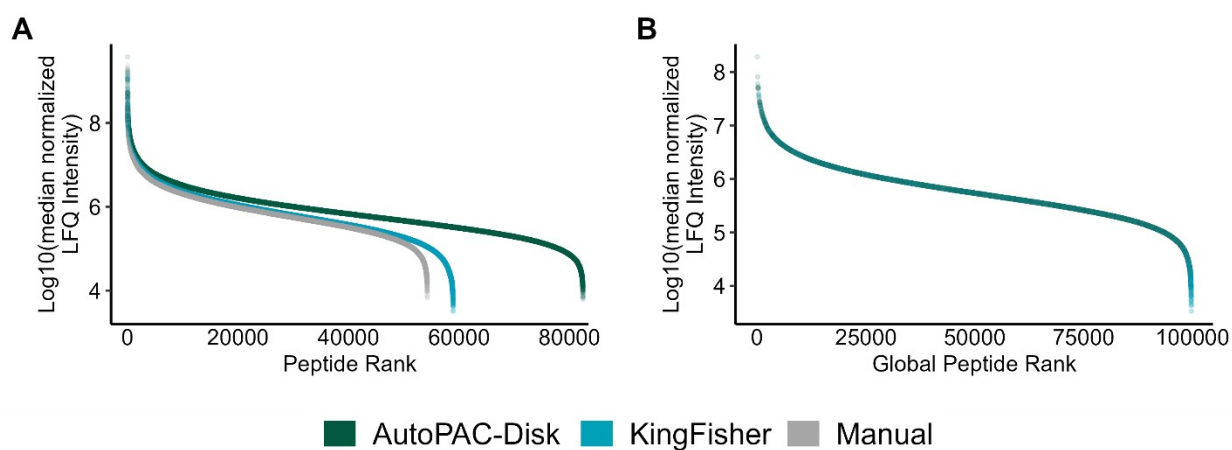 A
Log10(median normalized
LFQ Intensity)
8
6
4
0 20000 40000 60000 80000
Peptide Rank
B
Log10(median normalized
LFQ Intensity)
8
7
6
5
4
0 25000 50000 75000 100000
Global Peptide Rank
AutoPAC-Disk KingFisher Manual